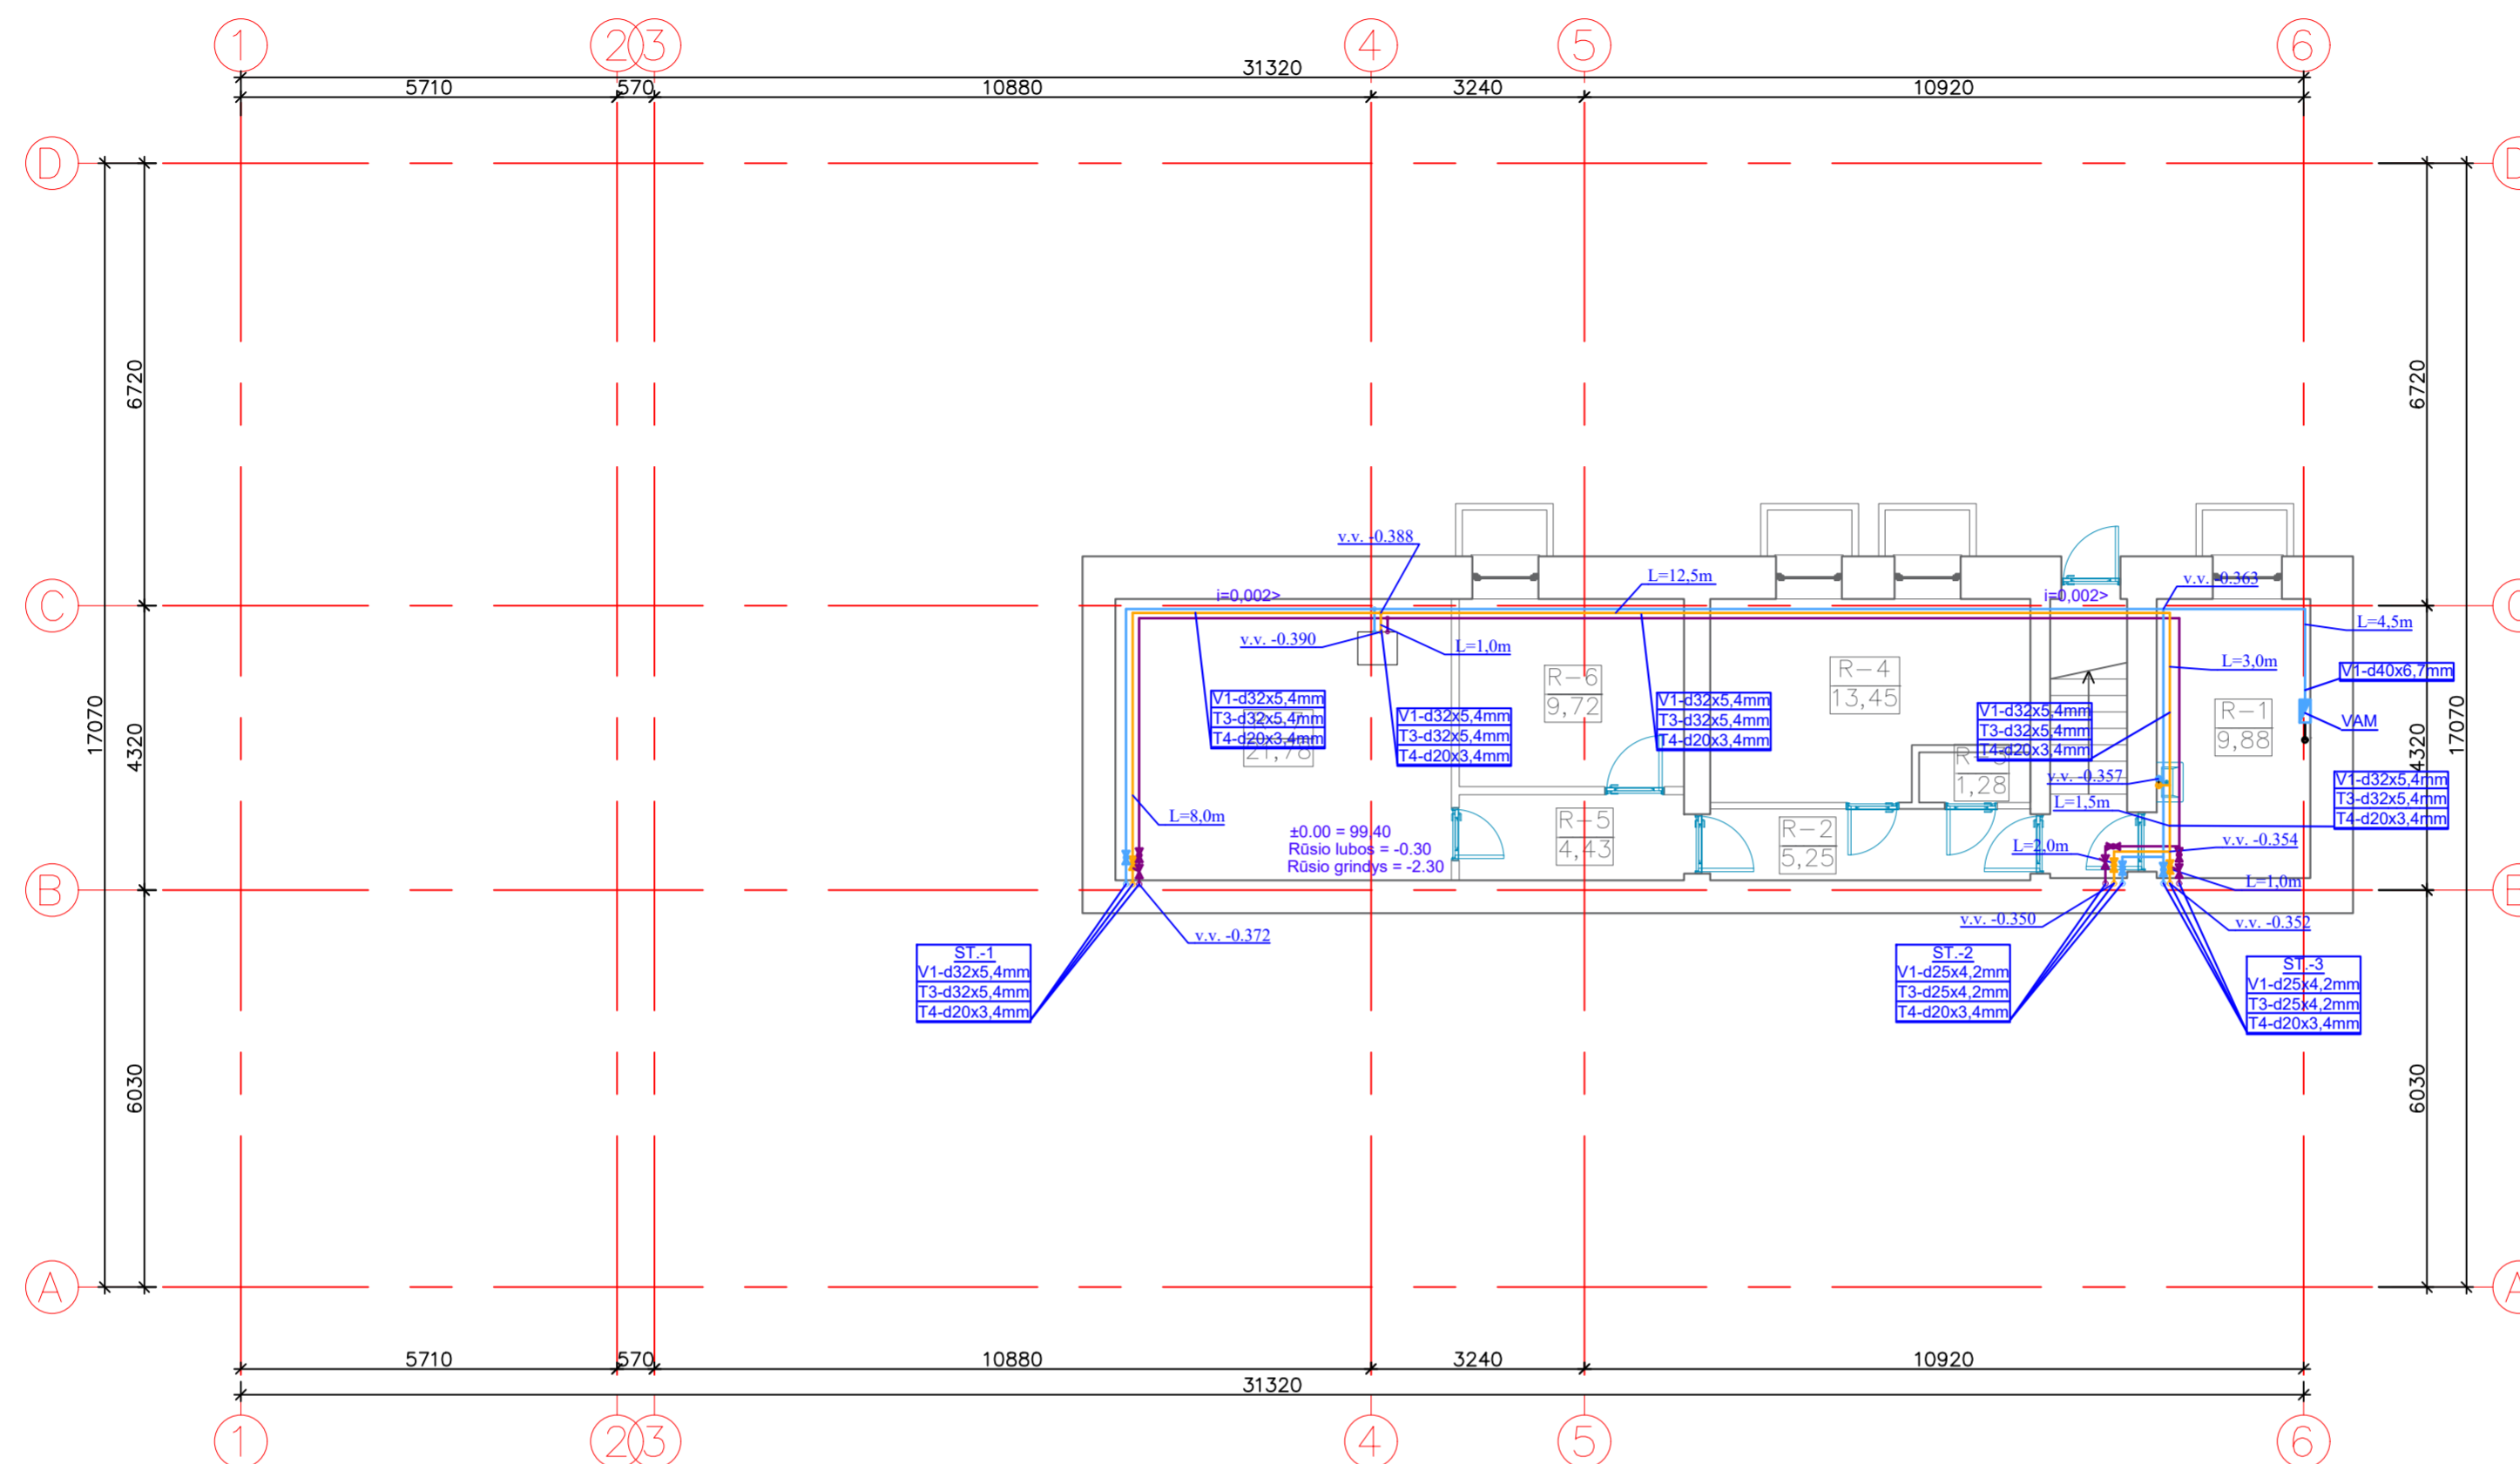 1
2
3
4
5
6
31320
5710
570
10880
3240
10920
D
D
6720
6720
v.v. -0.388
L=12,5m
v.v. -0.363
i=0,002>
i=0,002>
C
C
v.v. -0.390
L=1,0m
L=4,5m
L=3,0m
V1-d40x6,7mm
VAM
R-6
9,72
R-4
13,45
R-1
9,88
V1-d32x5,4mm
T3-d32x5,4mm
T4-d20x3,4mm
21,78
V1-d32x5,4mm
T3-d32x5,4mm
T4-d20x3,4mm
V1-d32x5,4mm
T3-d32x5,4mm
T4-d20x3,4mm
V1-d32x5,4mm
T3-d32x5,4mm
T4-d20x3,4mm
17070
4320
4320
17070
1,28
v.v. -0.357
L=1,5m
V1-d32x5,4mm
T3-d32x5,4mm
T4-d20x3,4mm
L=8,0m
±0.00 = 99.40
Rūsio lubos = -0.30
Rūsio grindys = -2.30
R-5
4,43
R-2
5,25
L=2,0m
v.v. -0.354
L=1,0m
B
v.v. -0.372
v.v. -0.350
v.v. -0.352
ST.-1
V1-d32x5,4mm
T3-d32x5,4mm
T4-d20x3,4mm
ST.-2
V1-d25x4,2mm
T3-d25x4,2mm
T4-d20x3,4mm
ST.-3
V1-d25x4,2mm
T3-d25x4,2mm
T4-d20x3,4mm
6030
6030
A
A
5710
570
10880
3240
10920
31320
1
2
3
4
5
6